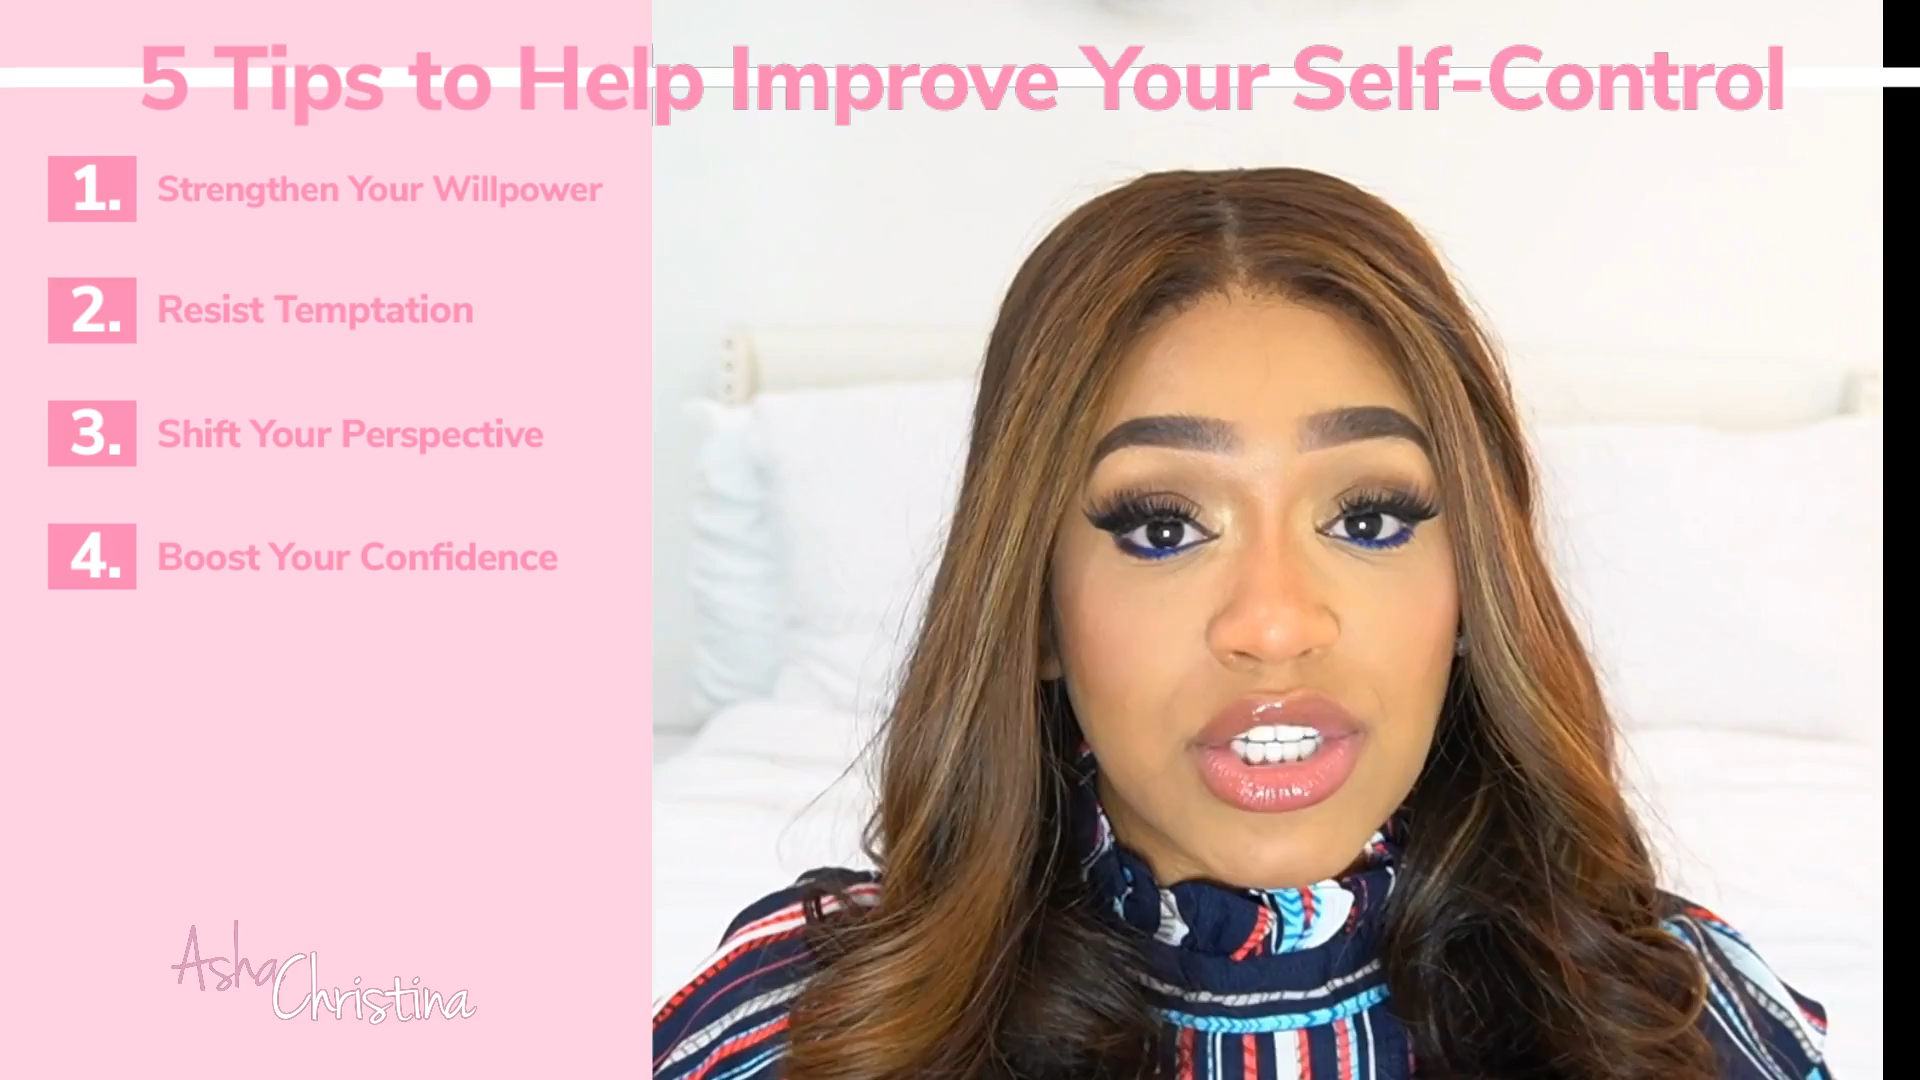 5 Tips to Help Improve Your Self-Control
1. Strengthen Your Willpower
2. Resist Temptation
3. Shift Your Perspective
4. Boost Your Confidence
Asha Christina